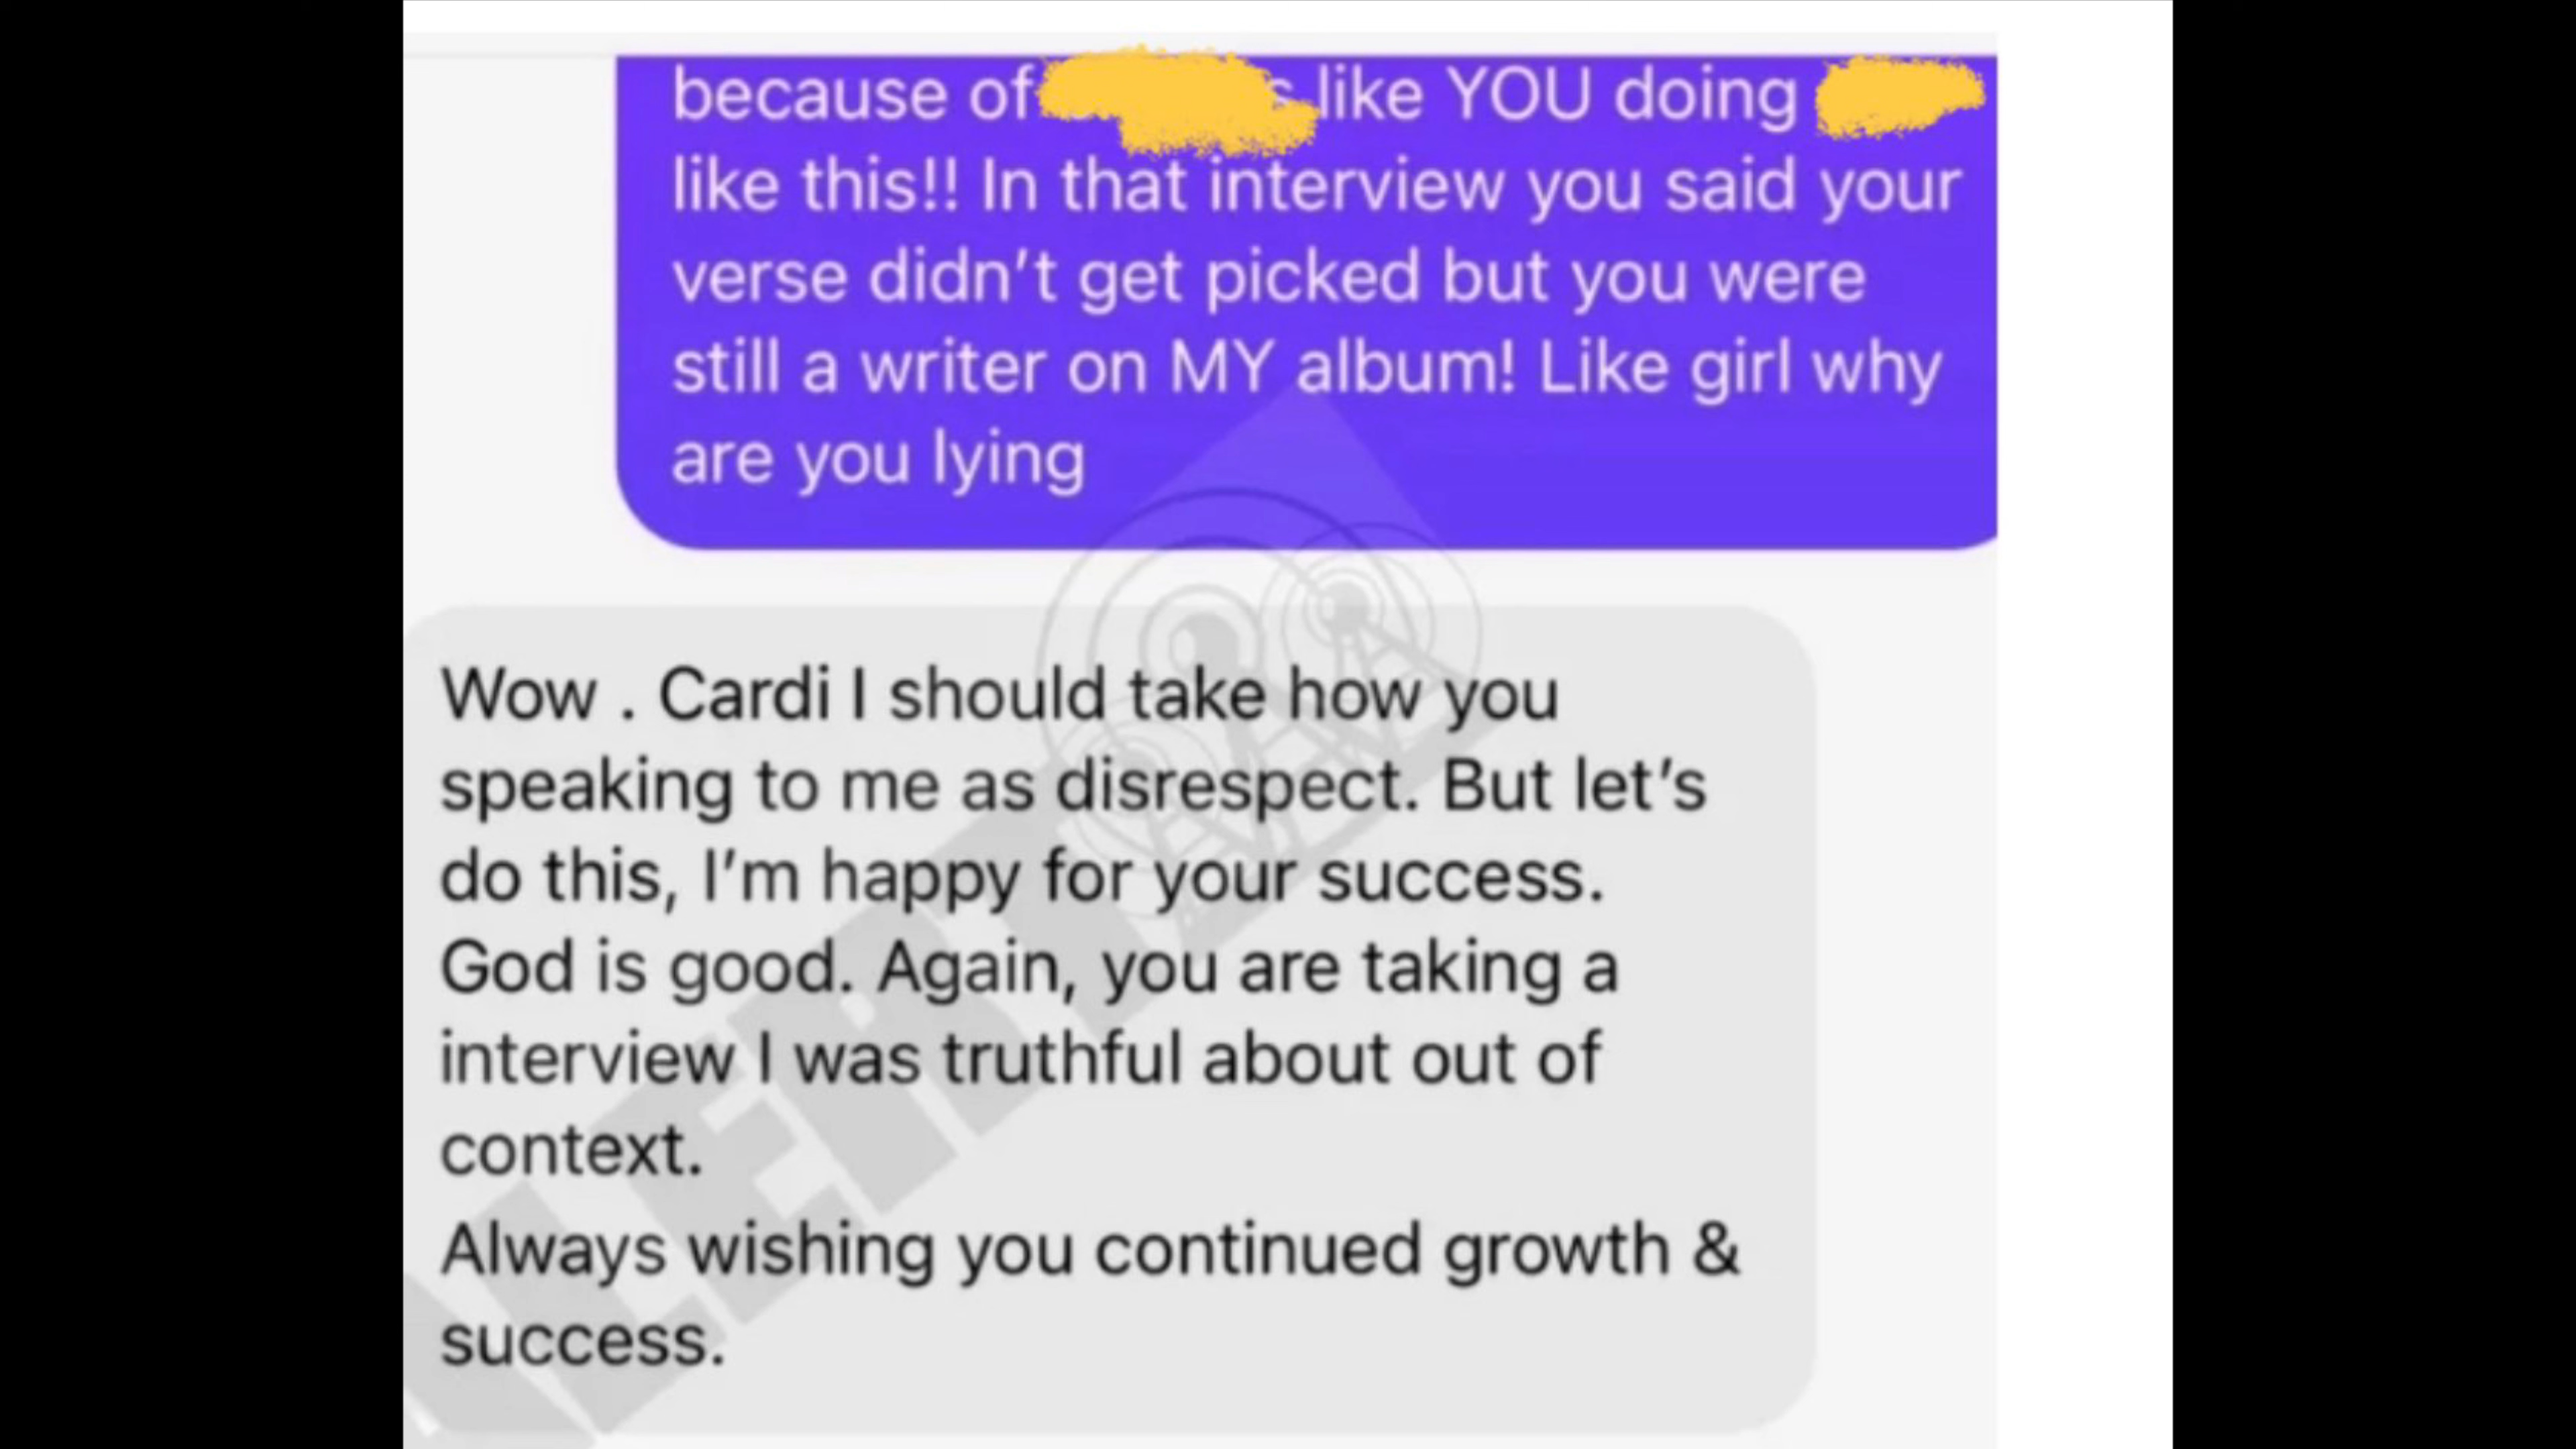 because of s like YOU doing
like this!! In that interview you said your
verse didn't get picked but you were
still a writer on MY album! Like girl why
are you lying
Wow . Cardi I should take how you
speaking to me as disrespect. But let's
do this, I'm happy for your success.
God is good. Again, you are taking a
interview I was truthful about out of
context.
Always wishing you continued growth &
success.
ALERT